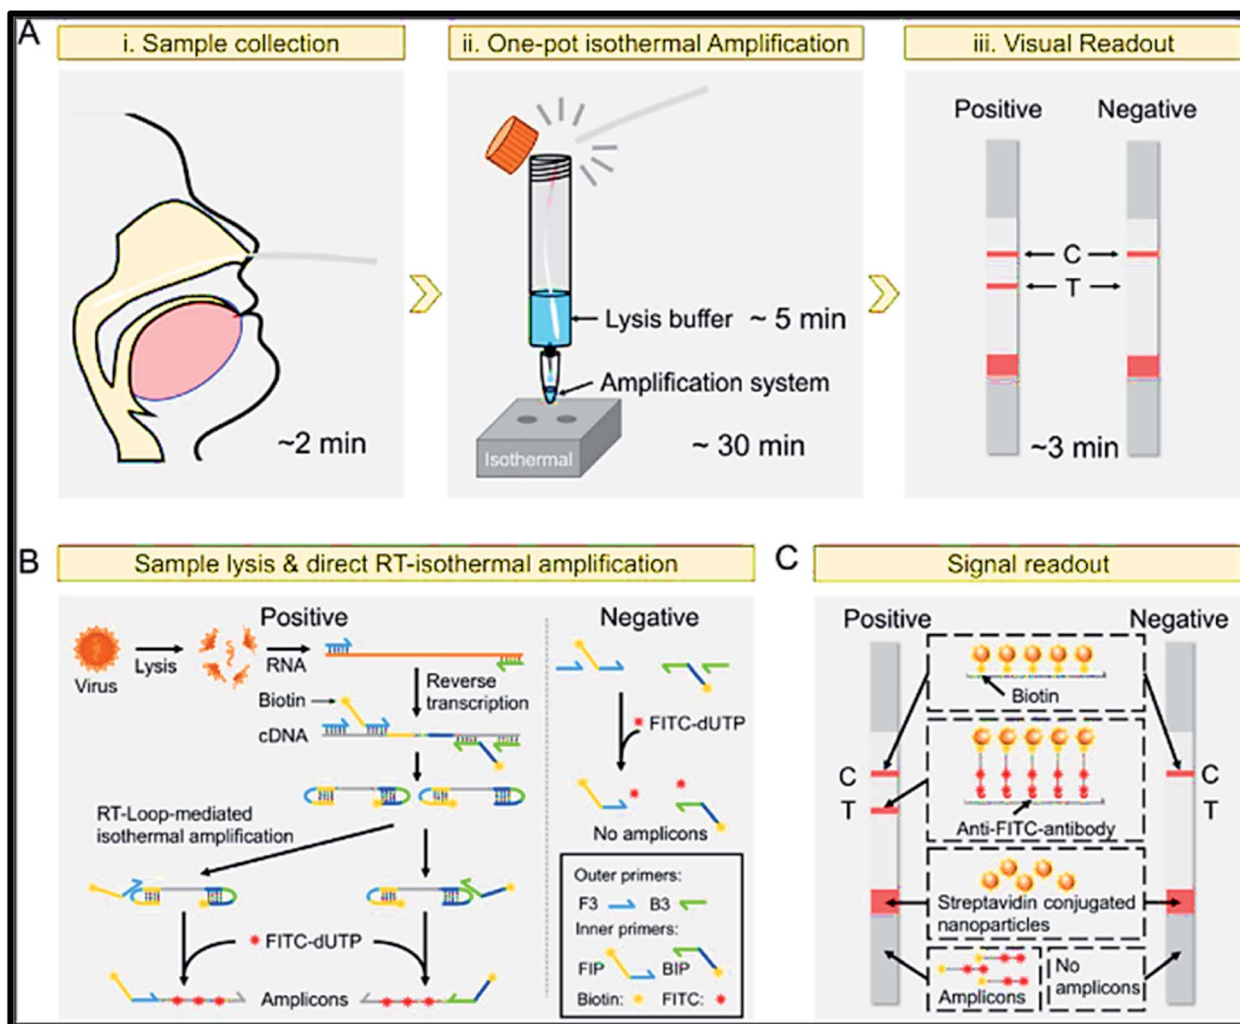 A
i. Sample collection
ii. One-pot isothermal Amplification
iii. Visual Readout
~2 min
Lysis buffer ~ 5 min
Amplification system
~ 30 min
Isothermal
Positive Negative
C
T
~3 min
B
Sample lysis & direct RT-isothermal amplification
Positive
Virus
Lysis
RNA
Reverse
transcription
Biotin
cDNA
RT-Loop-mediated
isothermal amplification
FITC-dUTP
Amplicons
Negative
FITC-dUTP
No amplicons
Outer primers:
F3 B3
Inner primers:
FIP BIP
Biotin: FITC:
C
Signal readout
Positive Negative
Biotin
C C
T T
Anti-FITC-antibody
Streptavidin conjugated
nanoparticles
Amplicons
No
amplicons